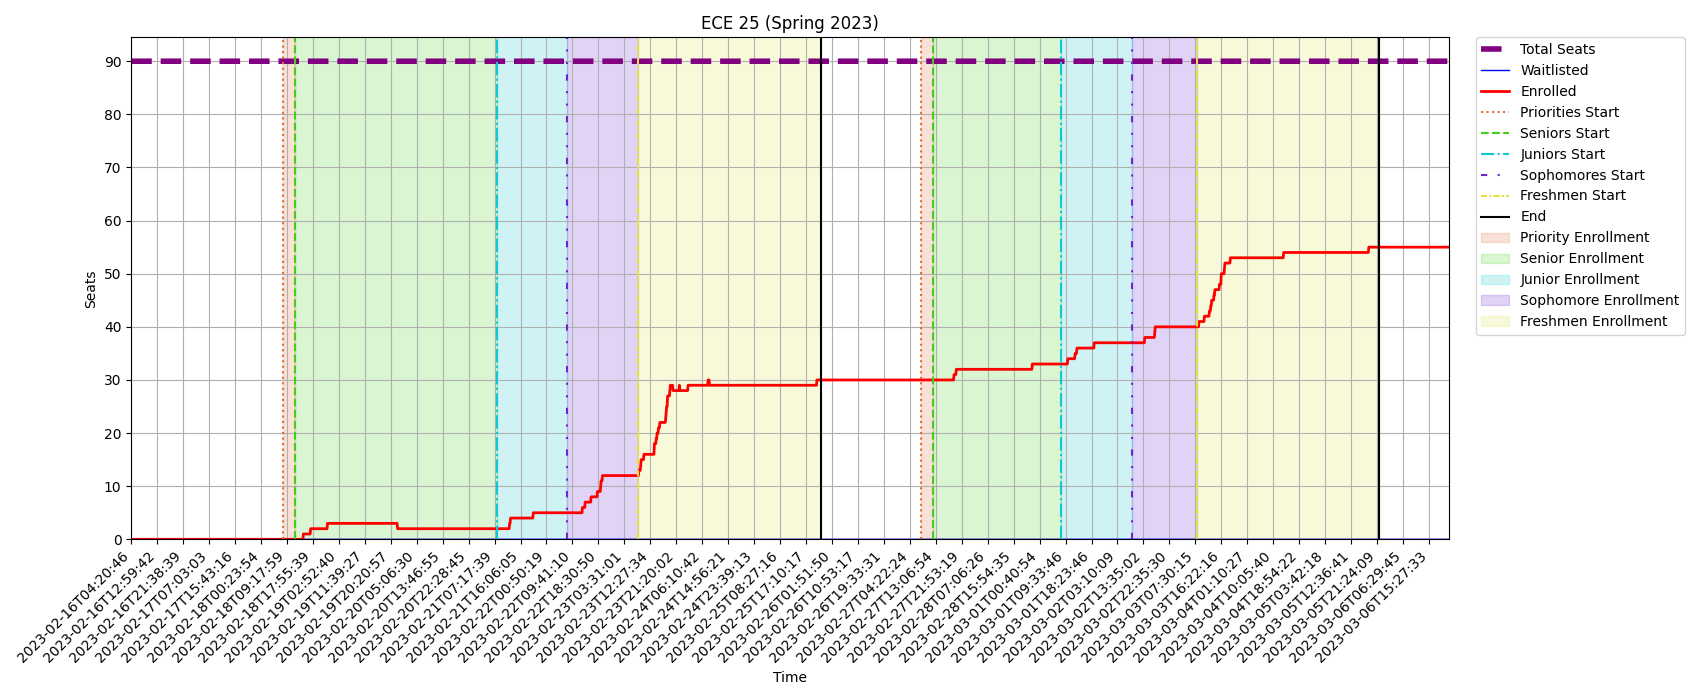 ECE 25 (Spring 2023)
Seats
90
80
70
60
50
40
30
20
10
0
2023-02-16T04:20:46
2023-02-16T12:59:42
2023-02-16T21:38:39
2023-02-17T07:03:03
2023-02-17T15:43:16
2023-02-18T00:23:54
2023-02-18T09:17:59
2023-02-18T17:55:39
2023-02-19T02:52:40
2023-02-19T11:39:27
2023-02-19T20:20:57
2023-02-20T05:06:30
2023-02-20T13:46:55
2023-02-20T22:28:45
2023-02-21T07:17:39
2023-02-21T16:06:05
2023-02-22T00:50:19
2023-02-22T09:41:10
2023-02-22T18:30:50
2023-02-23T03:31:01
2023-02-23T12:27:34
2023-02-23T21:20:02
2023-02-24T06:10:42
2023-02-24T14:56:21
2023-02-24T23:39:13
2023-02-25T08:27:16
2023-02-25T17:10:17
2023-02-26T01:51:50
2023-02-26T10:53:17
2023-02-26T19:33:31
2023-02-27T04:22:24
2023-02-27T13:06:54
2023-02-27T21:53:19
2023-02-28T07:06:26
2023-02-28T15:54:35
2023-03-01T00:40:54
2023-03-01T09:33:46
2023-03-01T18:23:46
2023-03-02T03:10:09
2023-03-02T13:35:02
2023-03-02T22:35:30
2023-03-03T07:30:15
2023-03-03T16:22:16
2023-03-04T01:10:27
2023-03-04T10:05:40
2023-03-04T18:54:22
2023-03-05T03:42:18
2023-03-05T12:36:41
2023-03-05T21:24:09
2023-03-06T06:29:45
2023-03-06T15:27:33
Time
Total Seats
Waitlisted
Enrolled
Priorities Start
Seniors Start
Juniors Start
Sophomores Start
Freshmen Start
End
Priority Enrollment
Senior Enrollment
Junior Enrollment
Sophomore Enrollment
Freshmen Enrollment